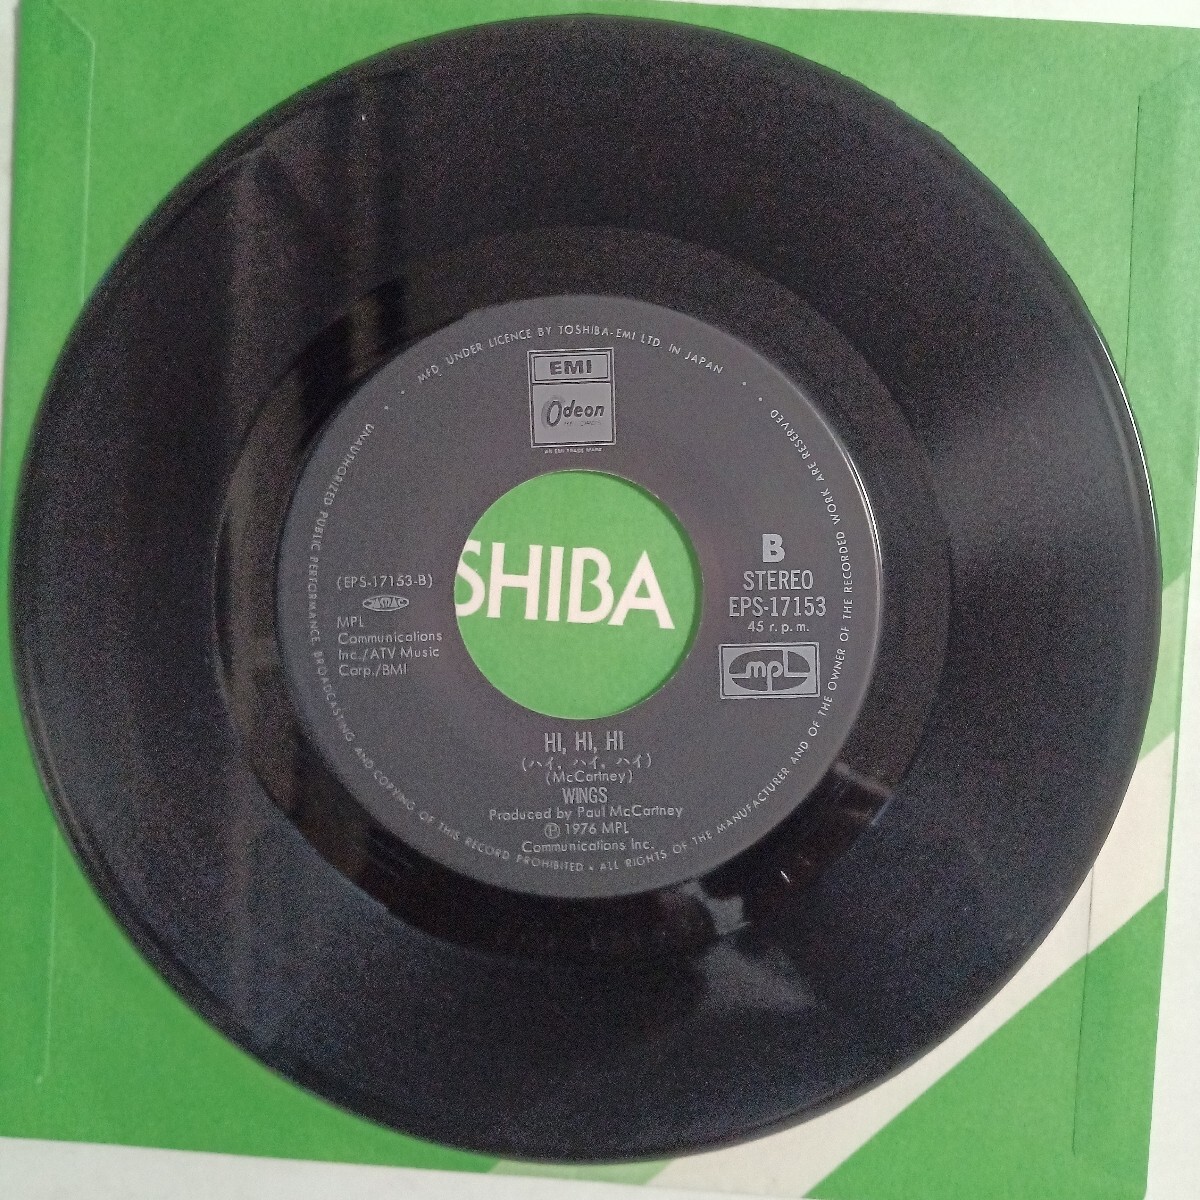 MFD. UNDER LICENCE BY TOSHIBA-EMI LTD. IN JAPAN
EMI
Odeon
AN EMI TRADE MARK
SHIBA
(EPS-17153-B)
JASRAC
MPL
Communications
Inc./ATV Music
Corp./BMI
B
STEREO
EPS-17153
45 r.p.m.
mpl
HI, HI, HI
(ハイ, ハイ, ハイ)
(McCartney)
WINGS
Produced by Paul McCartney
Ⓟ 1976 MPL
Communications Inc.
UNAUTHORIZED PUBLIC PERFORMANCE BROADCASTING AND COPYING OF THIS RECORD PROHIBITED • ALL RIGHTS OF THE MANUFACTURER AND OF THE OWNER OF THE RECORDED WORK ARE RESERVED